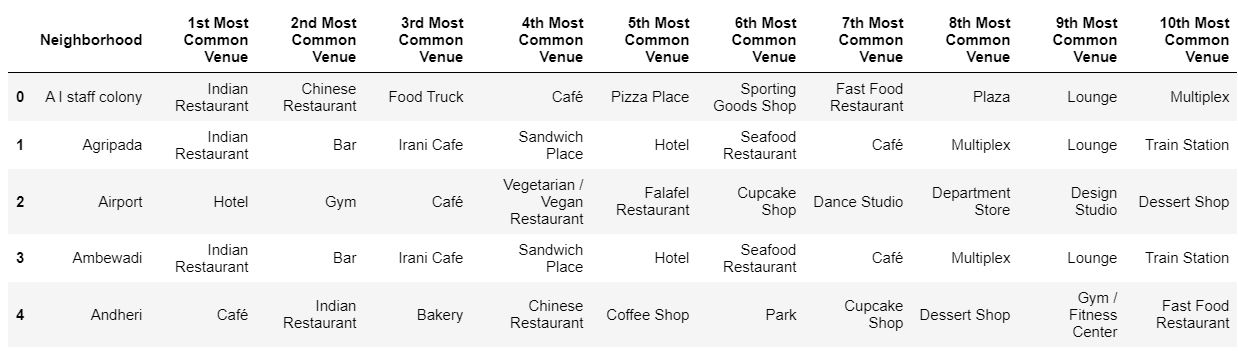 Neighborhood 1st Most Common Venue 2nd Most Common Venue 3rd Most Common Venue 4th Most Common Venue 5th Most Common Venue 6th Most Common Venue 7th Most Common Venue 8th Most Common Venue 9th Most Common Venue 10th Most Common Venue
0 A I staff colony Indian Restaurant Chinese Restaurant Food Truck Café Pizza Place Sporting Goods Shop Fast Food Restaurant Plaza Lounge Multiplex
1 Agripada Indian Restaurant Bar Irani Cafe Sandwich Place Hotel Seafood Restaurant Café Multiplex Lounge Train Station
2 Airport Hotel Gym Café Vegetarian / Vegan Restaurant Falafel Restaurant Cupcake Shop Dance Studio Department Store Design Studio Dessert Shop
3 Ambewadi Indian Restaurant Bar Irani Cafe Sandwich Place Hotel Seafood Restaurant Café Multiplex Lounge Train Station
4 Andheri Café Indian Restaurant Bakery Chinese Restaurant Coffee Shop Park Cupcake Shop Dessert Shop Gym / Fitness Center Fast Food Restaurant